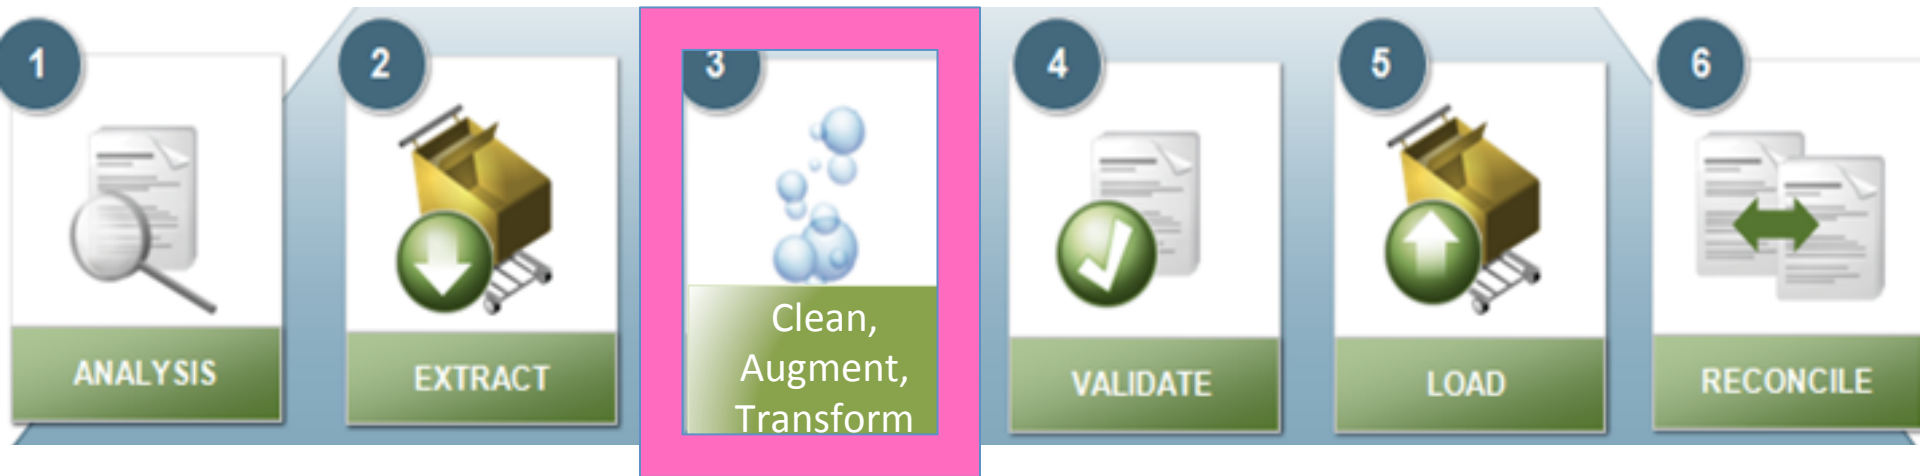 1
ANALYSIS
2
EXTRACT
3
Clean,
Augment,
Transform
4
VALIDATE
5
LOAD
6
RECONCILE